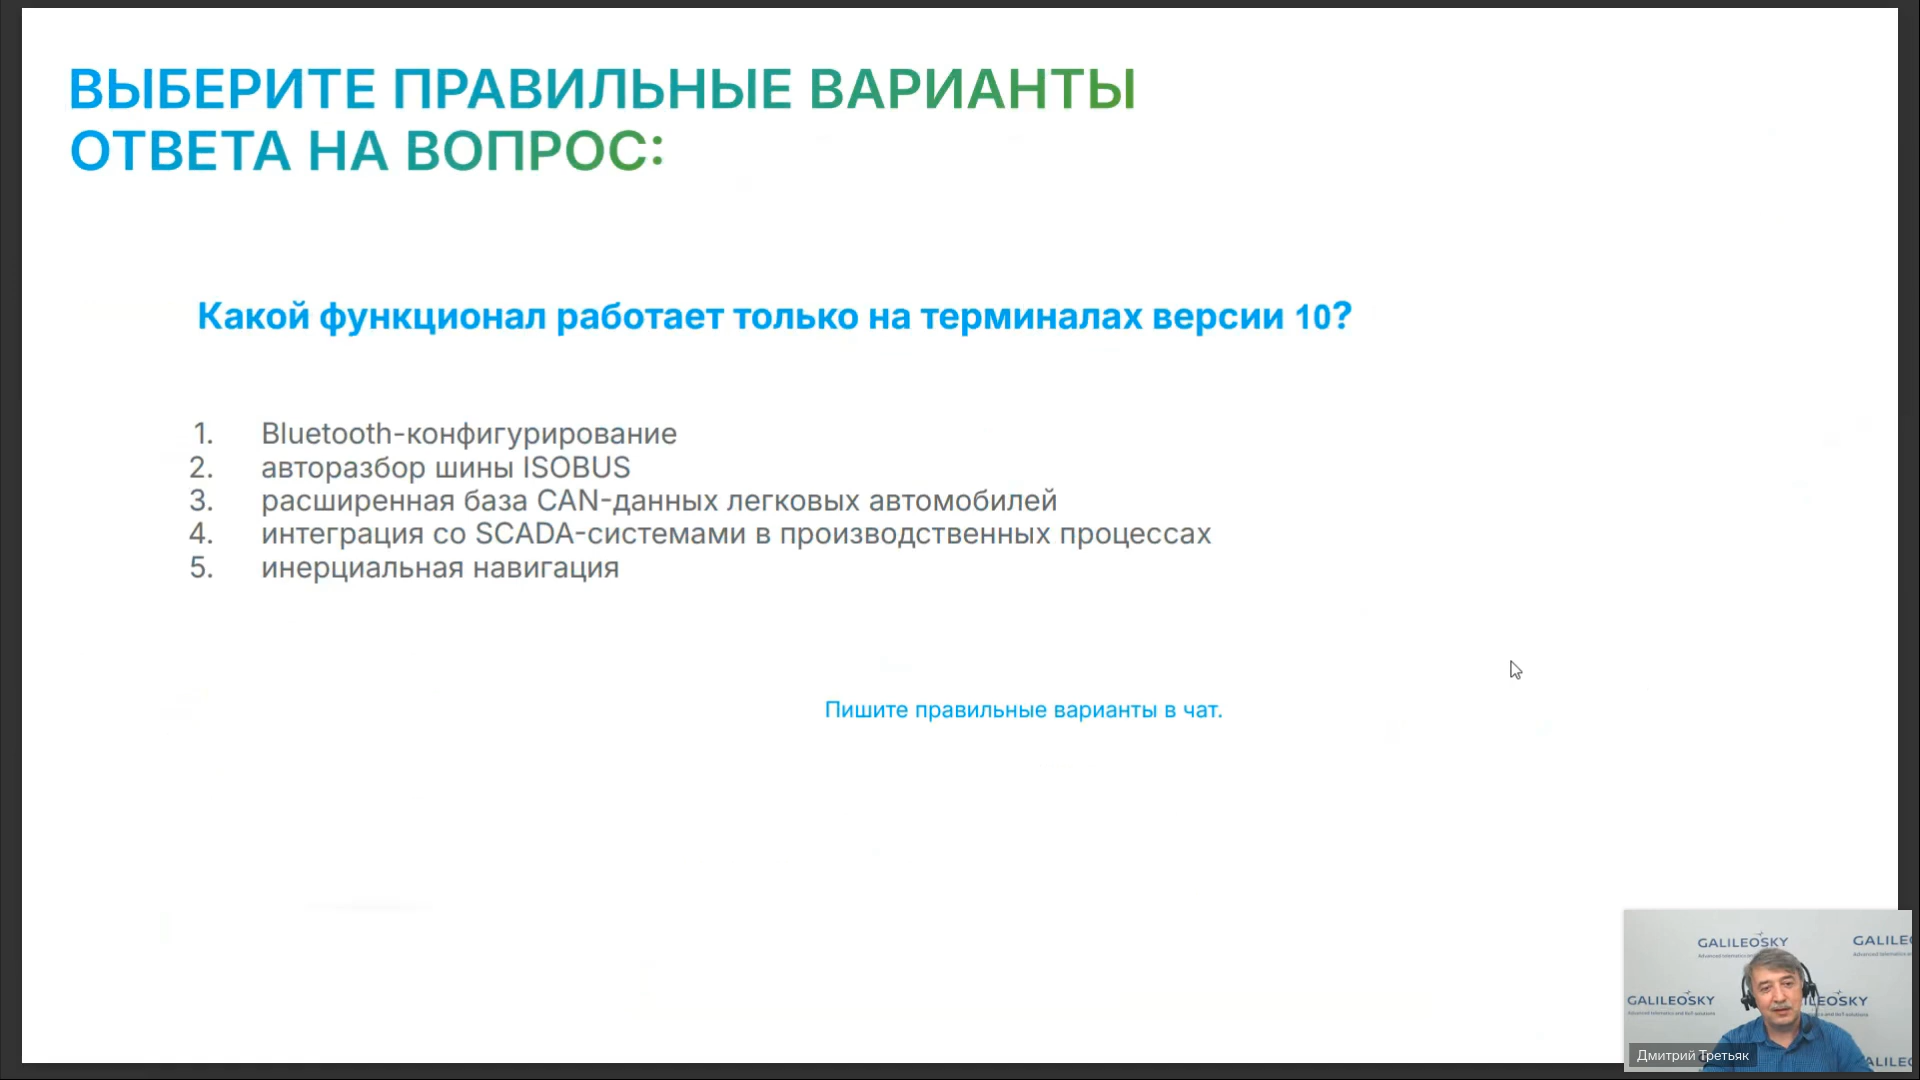 ВЫБЕРИТЕ ПРАВИЛЬНЫЕ ВАРИАНТЫ
ОТВЕТА НА ВОПРОС:
Какой функционал работает только на терминалах версии 10?
1. Bluetooth-конфигурирование
2. авторазбор шины ISOBUS
3. расширенная база CAN-данных легковых автомобилей
4. интеграция со SCADA-системами в производственных процессах
5. инерциальная навигация
Пишите правильные варианты в чат.
GALILEOSKY
GALILEOSKY
Дмитрий Третьяк